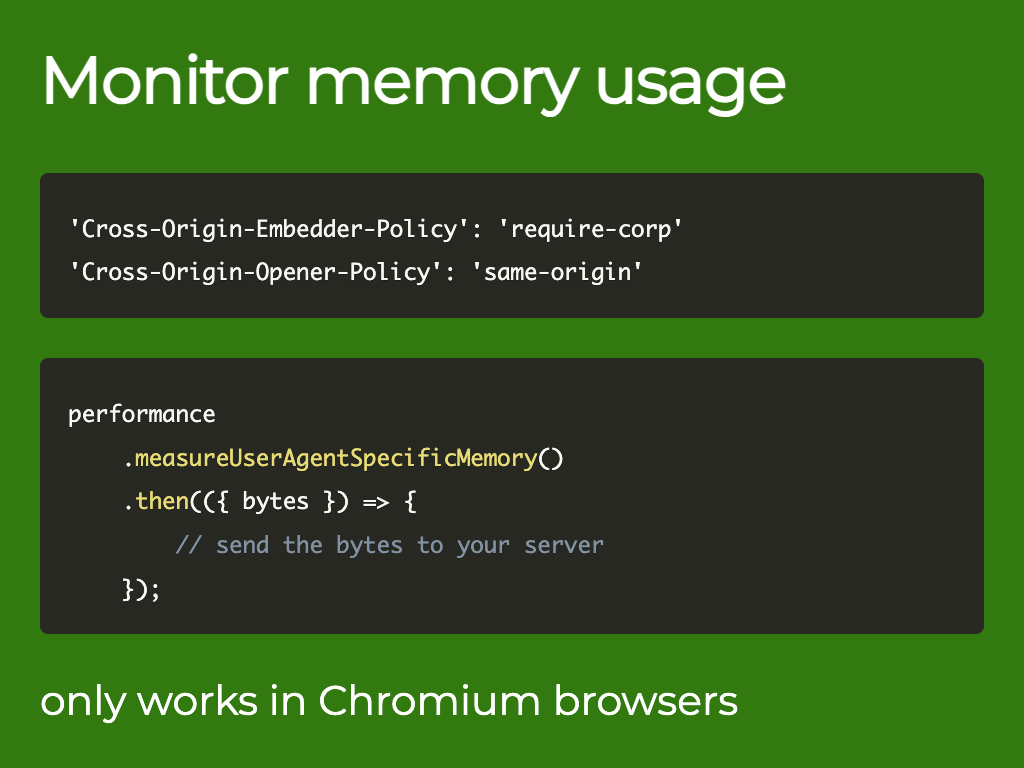 Monitor memory usage
'Cross-Origin-Embedder-Policy': 'require-corp'
'Cross-Origin-Opener-Policy': 'same-origin'
performance
    .measureUserAgentSpecificMemory()
    .then(({ bytes }) => {
        // send the bytes to your server
    });
only works in Chromium browsers